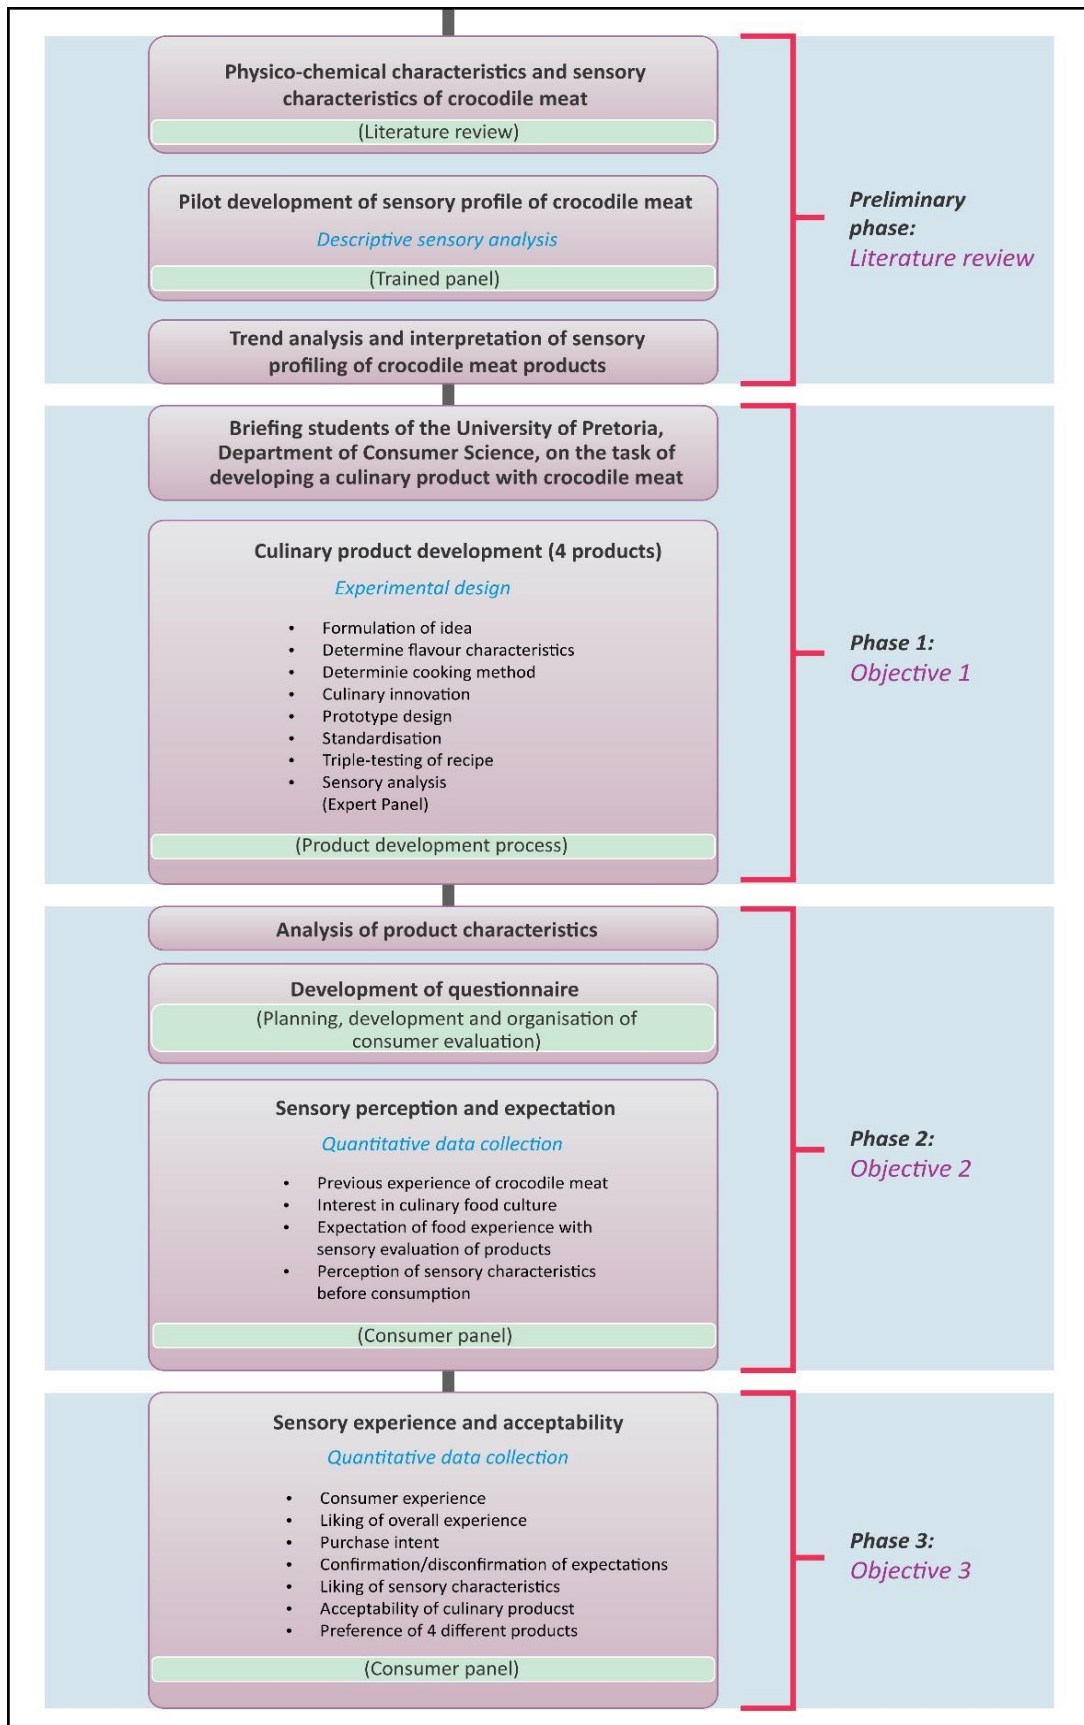 Physico-chemical characteristics and sensory
characteristics of crocodile meat
(Literature review)
Pilot development of sensory profile of crocodile meat
Descriptive sensory analysis
(Trained panel)
Trend analysis and interpretation of sensory
profiling of crocodile meat products
Preliminary
phase:
Literature review
Briefing students of the University of Pretoria,
Department of Consumer Science, on the task of
developing a culinary product with crocodile meat
Culinary product development (4 products)
Experimental design
• Formulation of idea
• Determine flavour characteristics
• Determinie cooking method
• Culinary innovation
• Prototype design
• Standardisation
• Triple-testing of recipe
• Sensory analysis
(Expert Panel)
(Product development process)
Phase 1:
Objective 1
Analysis of product characteristics
Development of questionnaire
(Planning, development and organisation of
consumer evaluation)
Sensory perception and expectation
Quantitative data collection
• Previous experience of crocodile meat
• Interest in culinary food culture
• Expectation of food experience with
sensory evaluation of products
• Perception of sensory characteristics
before consumption
(Consumer panel)
Phase 2:
Objective 2
Sensory experience and acceptability
Quantitative data collection
• Consumer experience
• Liking of overall experience
• Purchase intent
• Confirmation/disconfirmation of expectations
• Liking of sensory characteristics
• Acceptability of culinary producst
• Preference of 4 different products
(Consumer panel)
Phase 3:
Objective 3